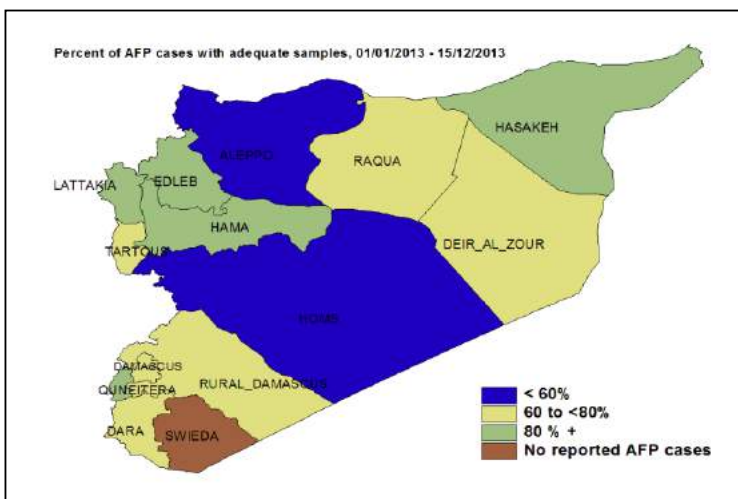 Percent of AFP cases with adequate samples, 01/01/2013 - 15/12/2013
HASAKEH
ALEPPO
RAQUA
LATTAKIA
EDLEB
HAMA
TARTOUS
DEIR_AL_ZOUR
HOMS
DAMASCUS
QUNEITERA
RURAL_DAMASCUS
DARA
SWIEDA
< 60%
60 to <80%
80 % +
No reported AFP cases